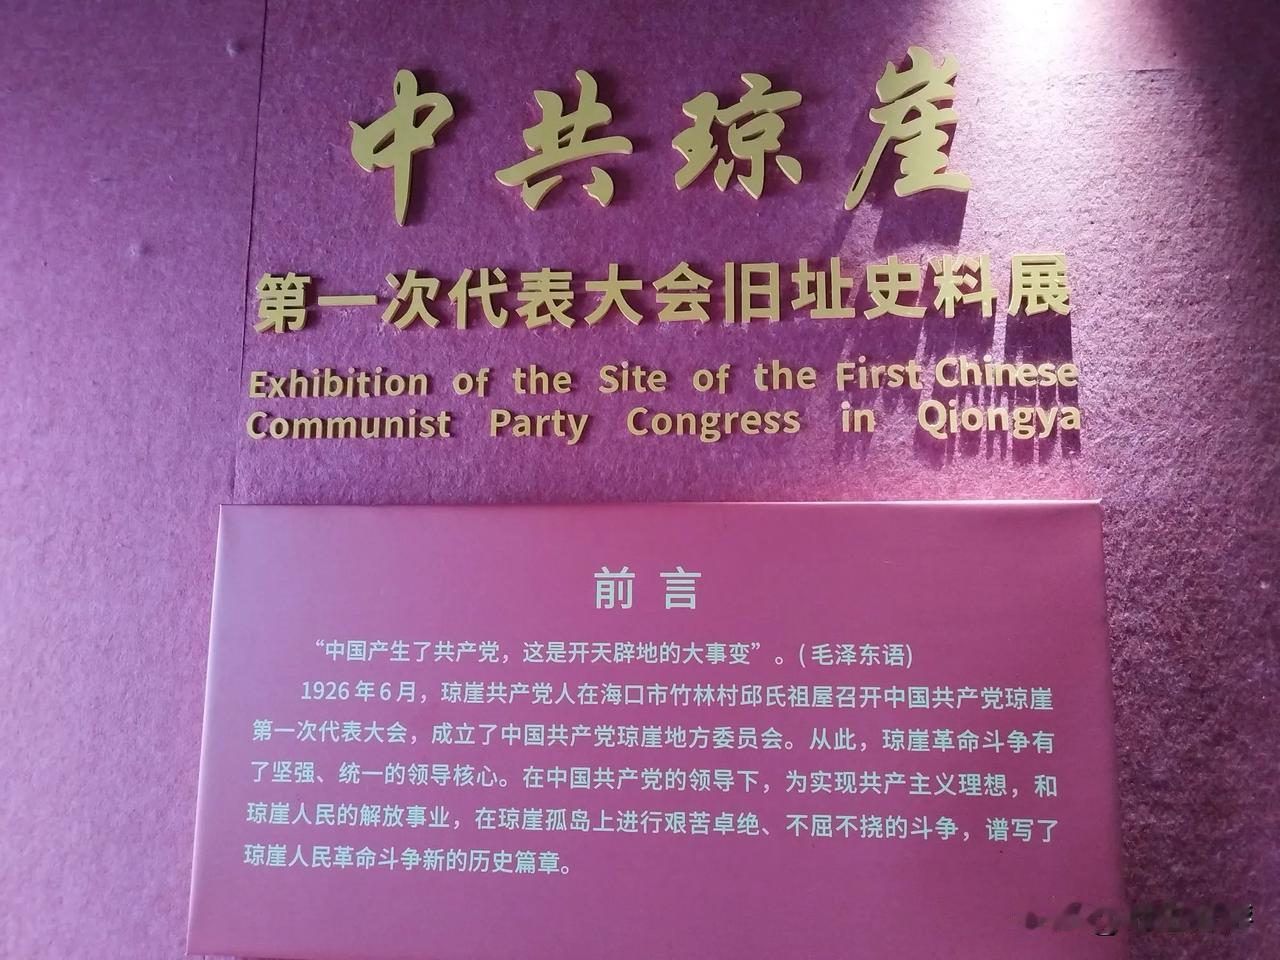 中共琼崖
第一次代表大会旧址史料展
Exhibition of the Site of the First Chinese
Communist Party Congress in Qiongya
前言
“中国产生了共产党，这是开天辟地的大事变”。(毛泽东语)
1926年6月，琼崖共产党人在海口市竹林村邱氏祖屋召开中国共产党琼崖
第一次代表大会，成立了中国共产党琼崖地方委员会。从此，琼崖革命斗争有
了坚强、统一的领导核心。在中国共产党的领导下，为实现共产主义理想，和
琼崖人民的解放事业，在琼崖孤岛上进行艰苦卓绝、不屈不挠的斗争，谱写了
琼崖人民革命斗争新的历史篇章。